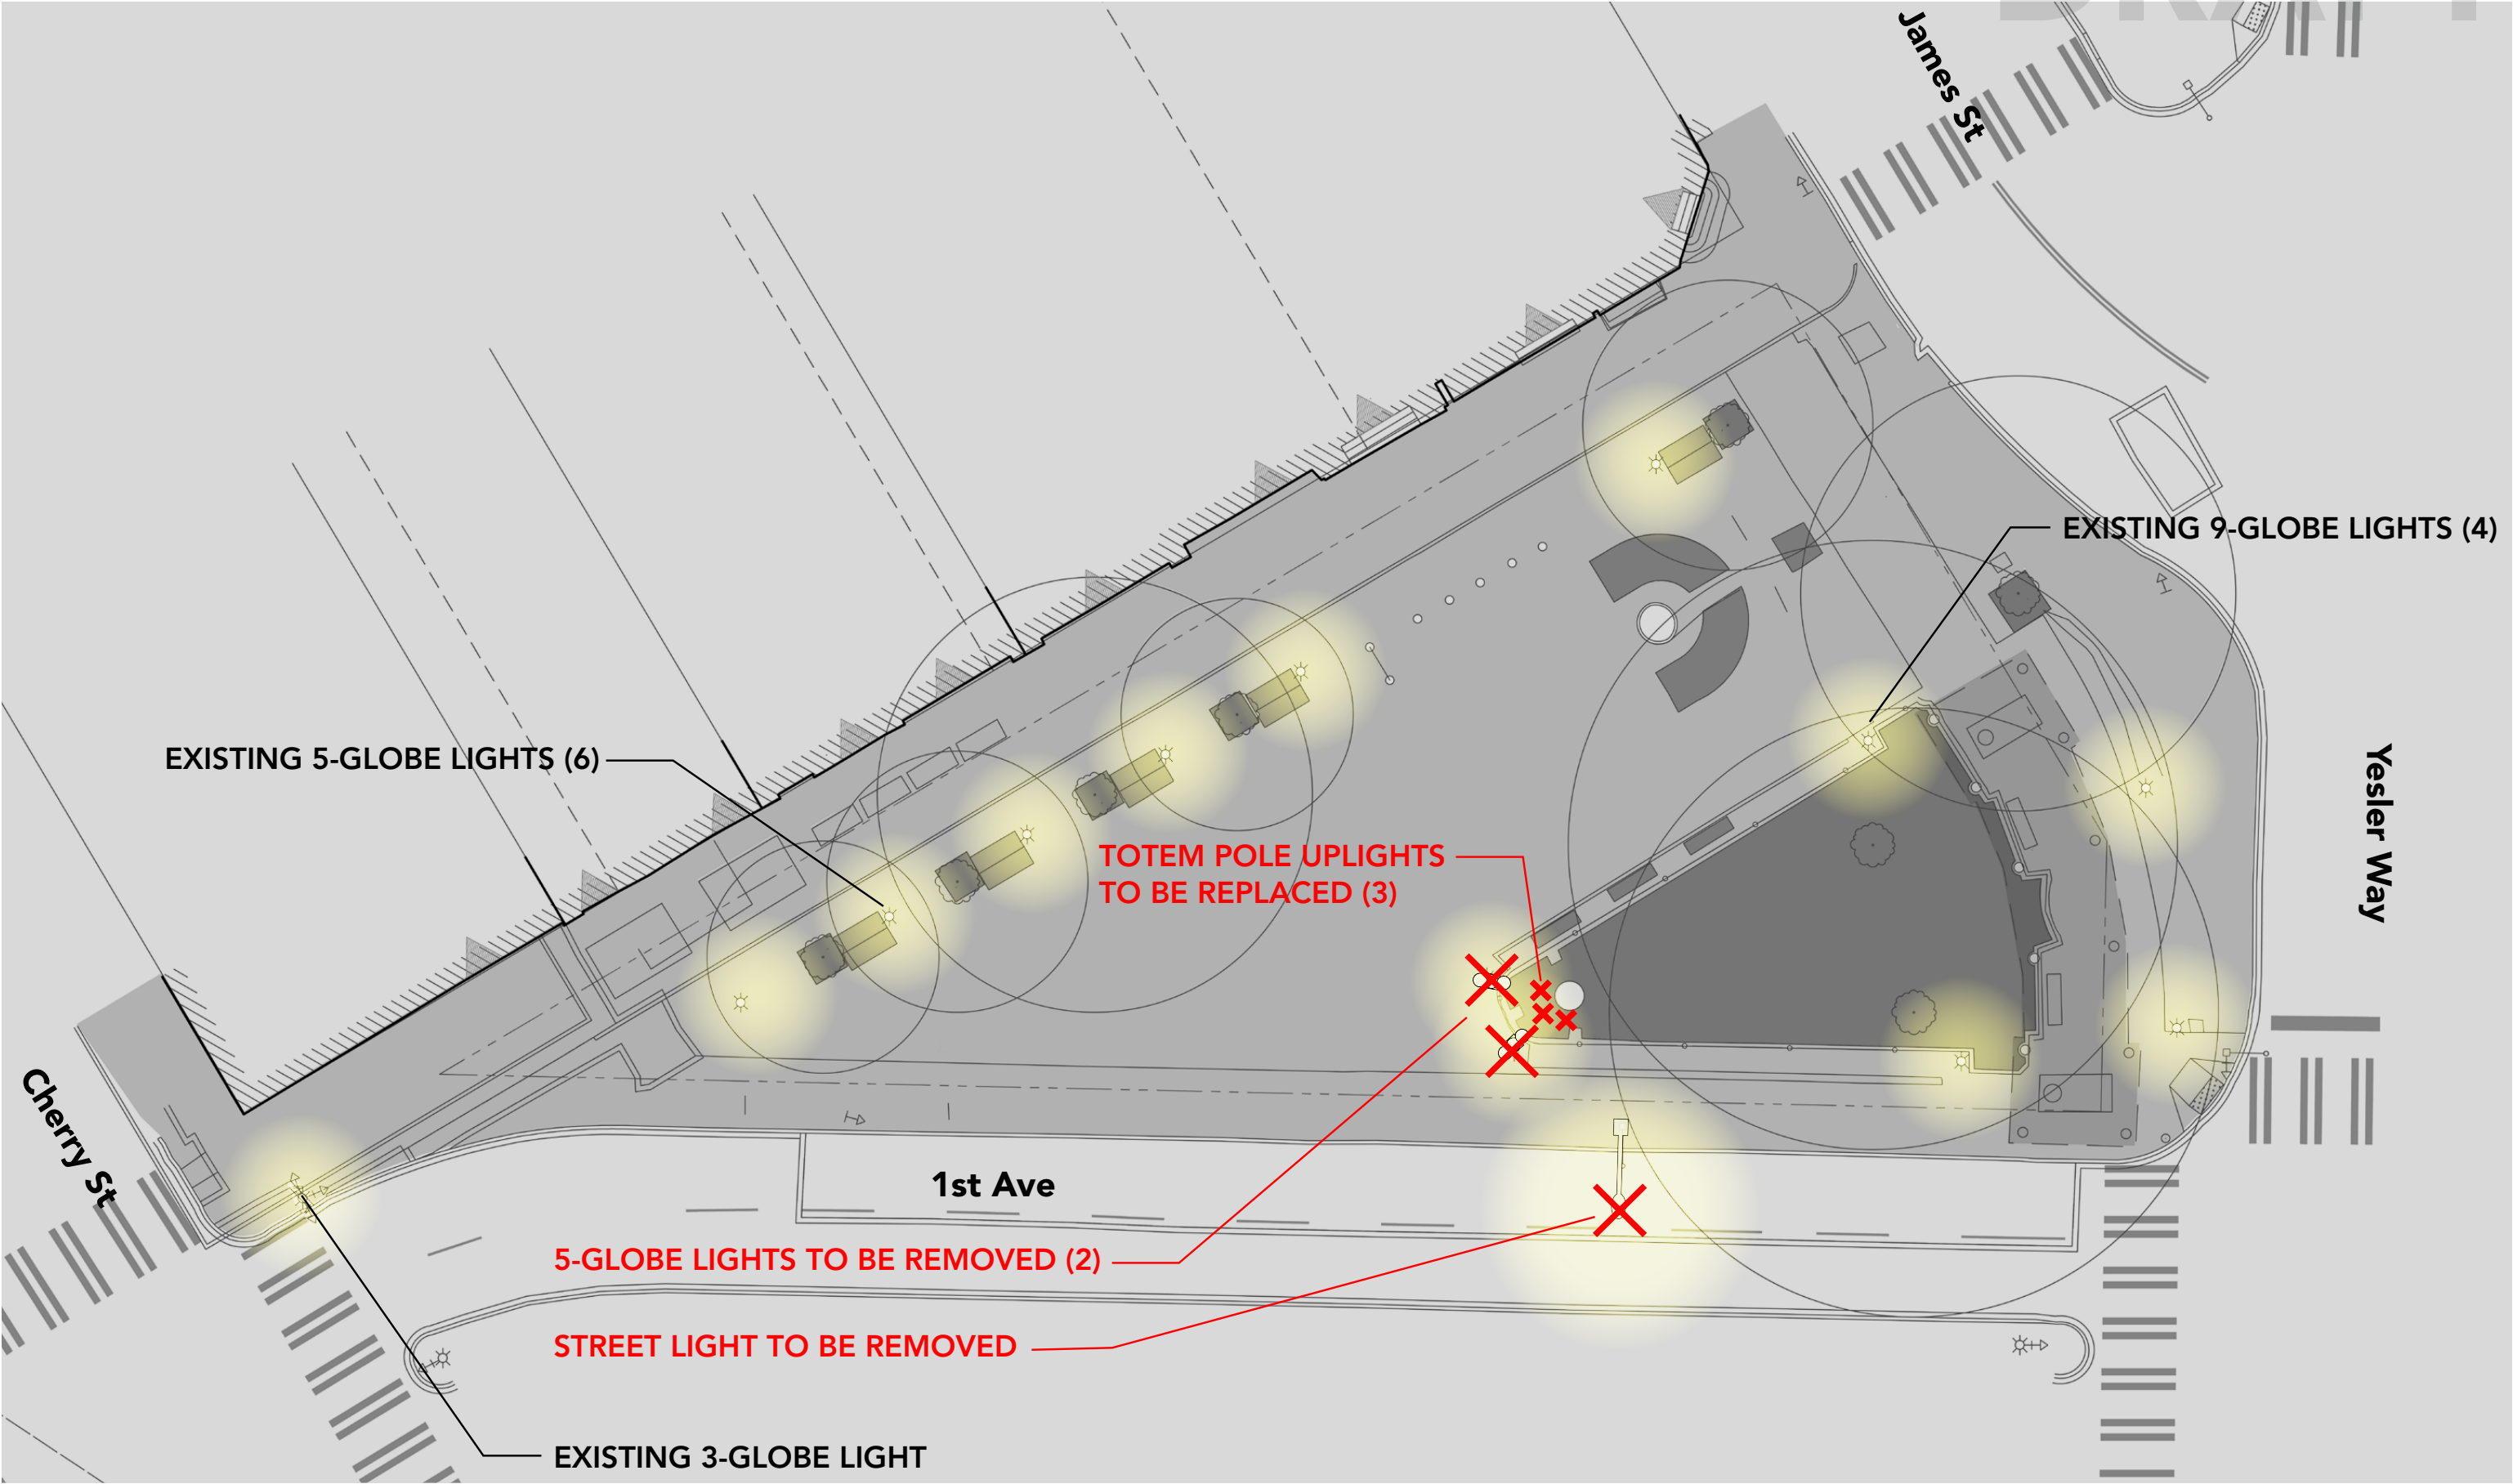 James St
EXISTING 9-GLOBE LIGHTS (4)
EXISTING 5-GLOBE LIGHTS (6)
Yesler Way
TOTEM POLE UPLIGHTS
TO BE REPLACED (3)
Cherry St
1st Ave
5-GLOBE LIGHTS TO BE REMOVED (2)
STREET LIGHT TO BE REMOVED
EXISTING 3-GLOBE LIGHT